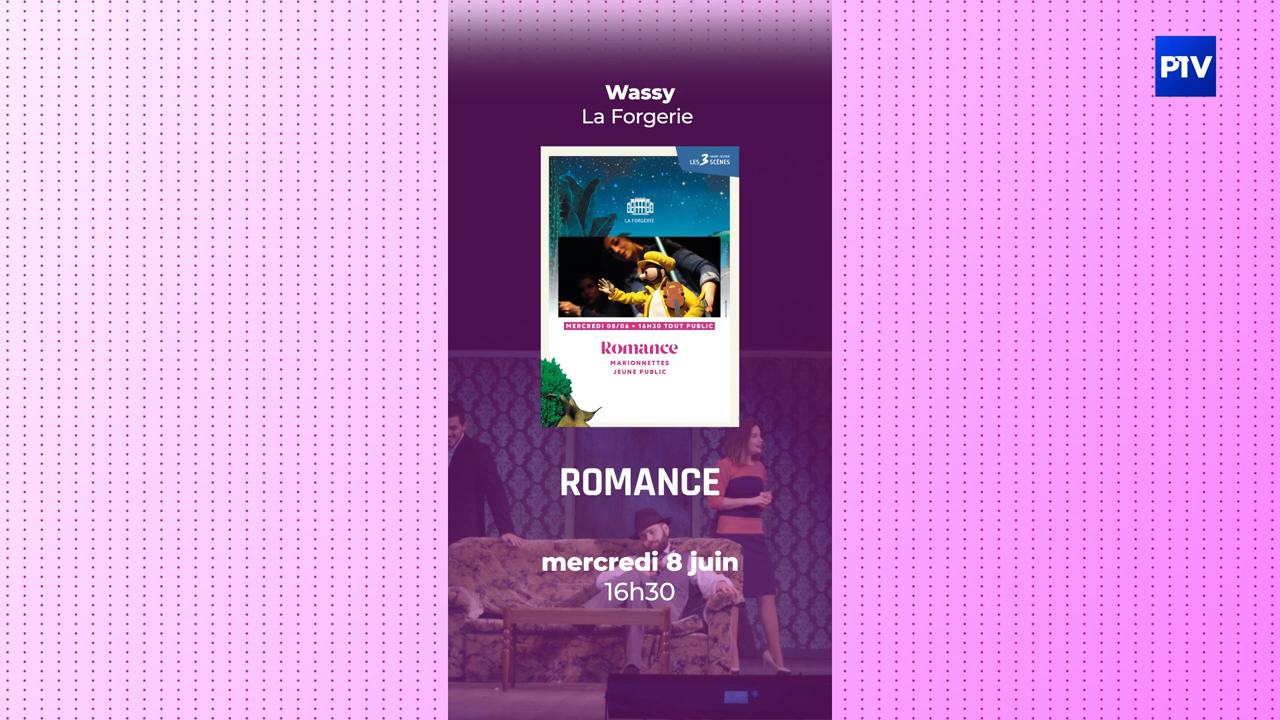 PTV
Wassy
La Forgerie
LES 3 SCÈNES
LA FORGERIE
MERCREDI 08/06 • 16H30 TOUT PUBLIC
Romance
MARIONNETTES
JEUNE PUBLIC
ROMANCE
mercredi 8 juin
16h30